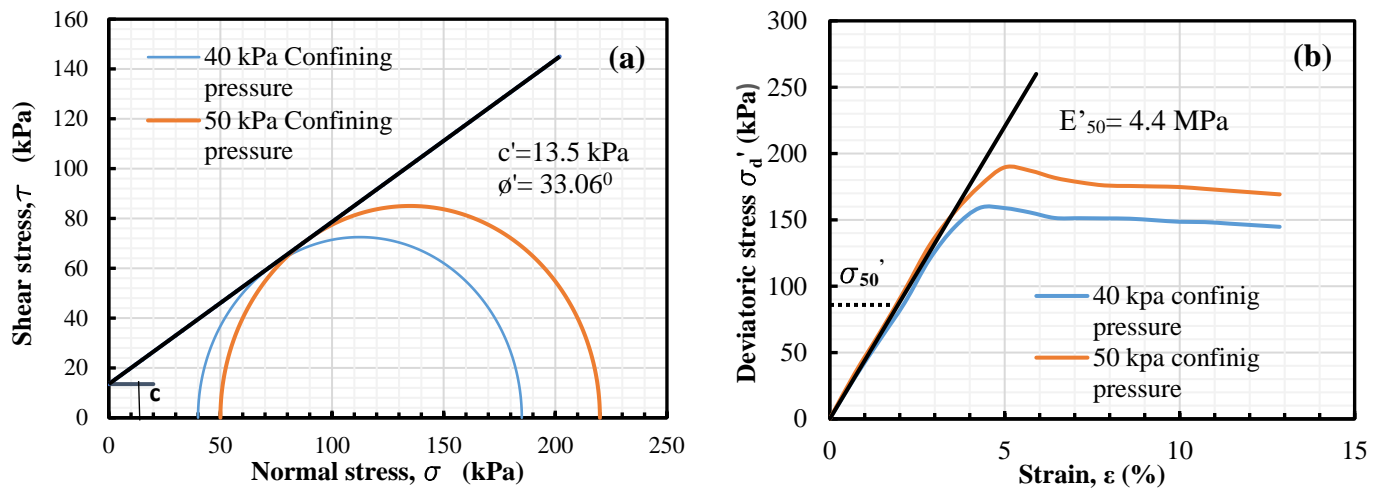 (a)
40 kPa Confining
pressure
50 kPa Confining
pressure
c'=13.5 kPa
ø'= 33.06⁰
c
160
140
120
100
80
60
40
20
0
0 50 100 150 200 250
Shear stress,τ (kPa)
Normal stress, σ (kPa)
(b)
E’50= 4.4 MPa
σ50’
40 kpa confinig
pressure
50 kpa confinig
pressure
300
250
200
150
100
50
0
0 5 10 15
Deviatoric stress σd' (kPa)
Strain, ε (%)